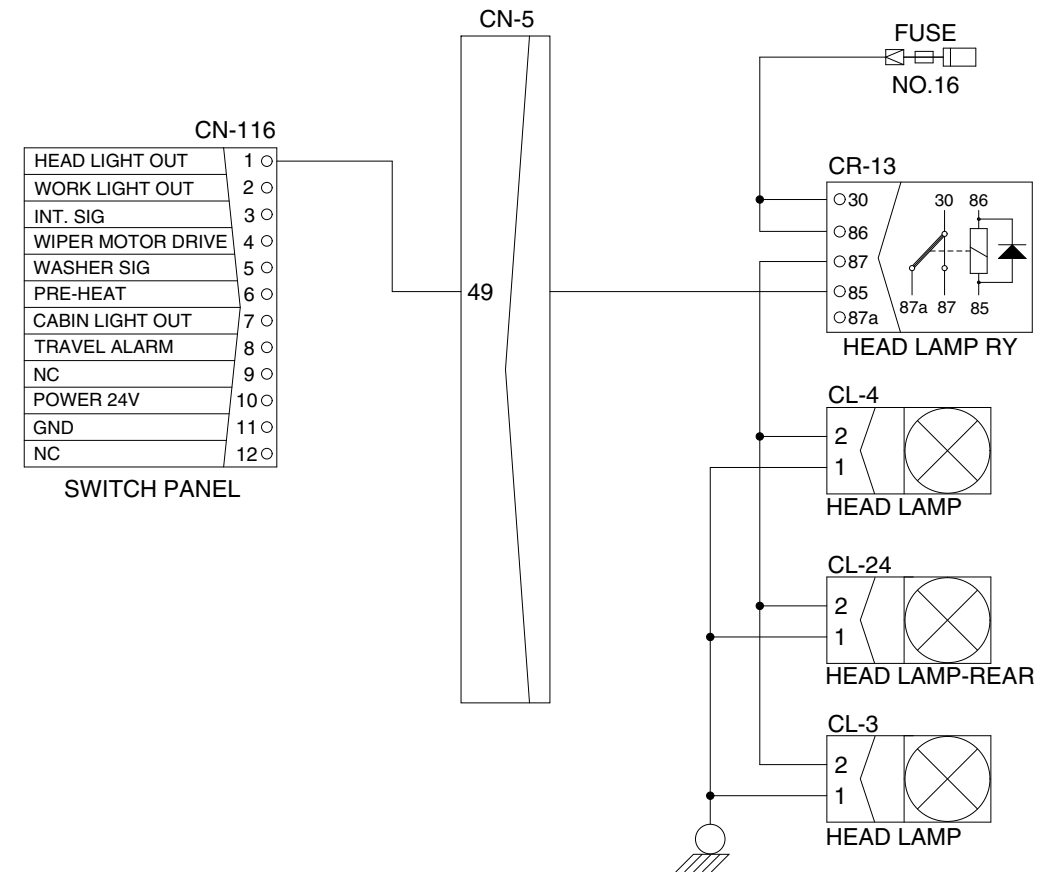 CN-5
FUSE
NO.16
CN-116
HEAD LIGHT OUT 1
WORK LIGHT OUT 2
INT. SIG 3
WIPER MOTOR DRIVE 4
WASHER SIG 5
PRE-HEAT 6
CABIN LIGHT OUT 7
TRAVEL ALARM 8
NC 9
POWER 24V 10
GND 11
NC 12
SWITCH PANEL
49
CR-13
30
86
87
85
87a
30 86
87a 87 85
HEAD LAMP RY
CL-4
2
1
HEAD LAMP
CL-24
2
1
HEAD LAMP-REAR
CL-3
2
1
HEAD LAMP